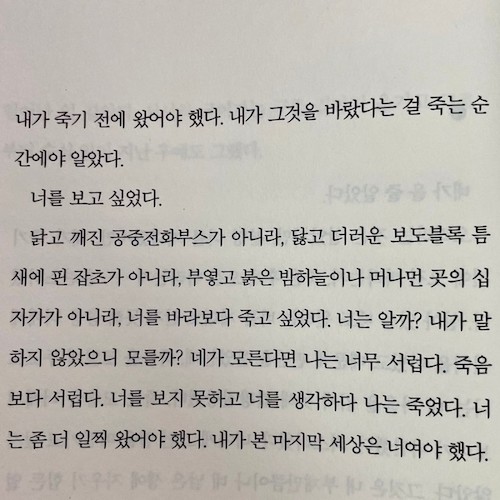 내가 죽기 전에 왔어야 했다. 내가 그것을 바랐다는 걸 죽는 순
간에야 알았다.
너를 보고 싶었다.
낡고 깨진 공중전화부스가 아니라, 닳고 더러운 보도블록 틈
새에 핀 잡초가 아니라, 부옇고 붉은 밤하늘이나 머나먼 곳의 십
자가가 아니라, 너를 바라보다 죽고 싶었다. 너는 알까? 내가 말
하지 않았으니 모를까? 네가 모른다면 나는 너무 서럽다. 죽음
보다 서럽다. 너를 보지 못하고 너를 생각하다 나는 죽었다. 너
는 좀 더 일찍 왔어야 했다. 내가 본 마지막 세상은 너여야 했다.